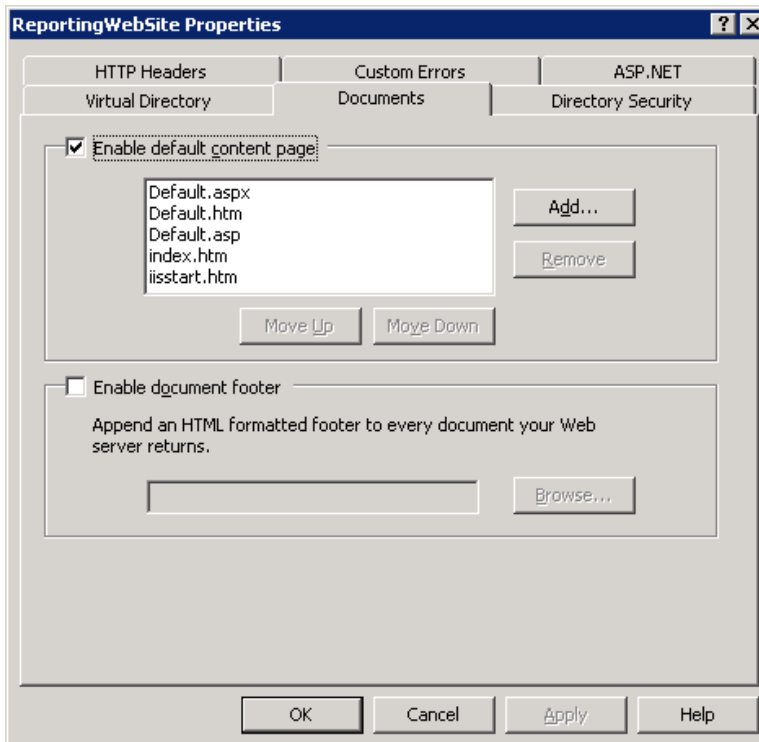 ReportingWebSite Properties
HTTP Headers
Custom Errors
ASP.NET
Virtual Directory
Documents
Directory Security
Enable default content page
Default.aspx
Default.htm
Default.asp
index.htm
iisstart.htm
Add...
Remove
Move Up
Move Down
Enable document footer
Append an HTML formatted footer to every document your Web
server returns.
Browse...
OK
Cancel
Apply
Help